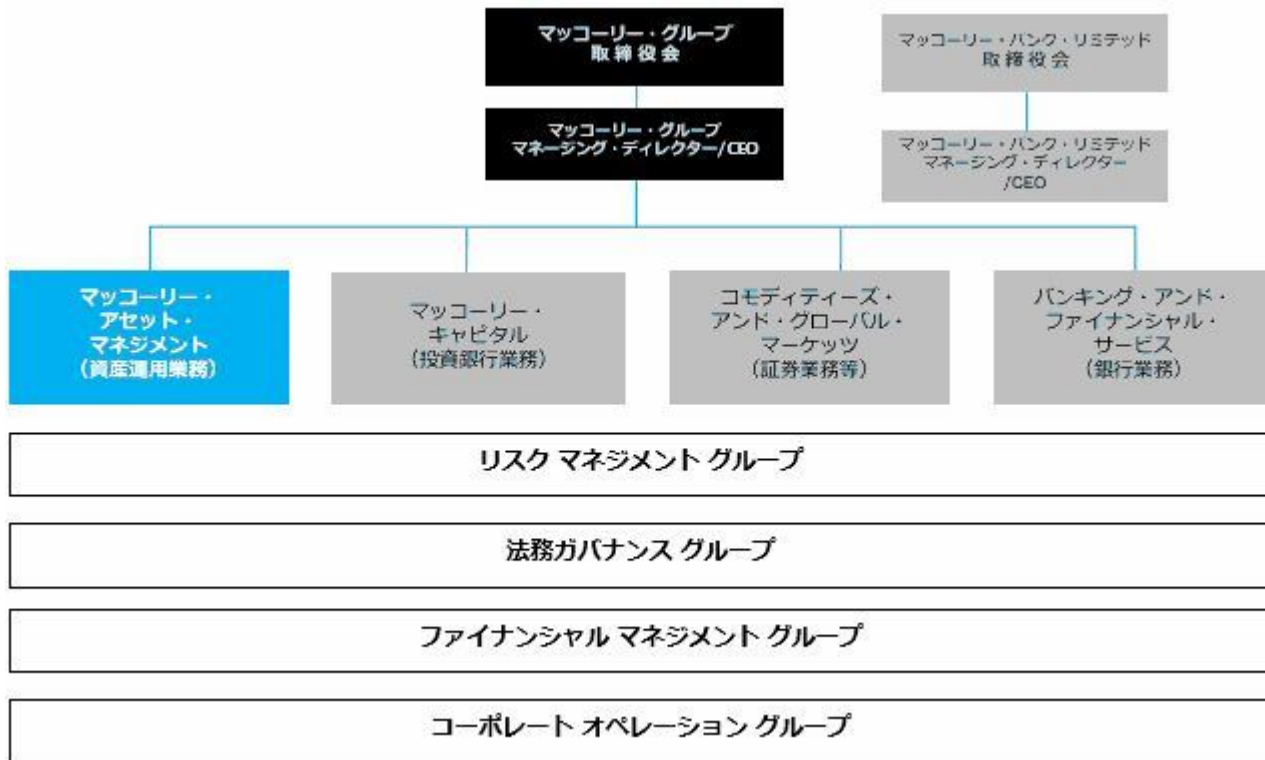 マッコーリー・グループ
取締役会
マッコーリー・バンク・リミテッド
取締役会
マッコーリー・グループ
マネージング・ディレクター/CEO
マッコーリー・バンク・リミテッド
マネージング・ディレクター
/CEO
マッコーリー・
アセット・
マネジメント
（資産運用業務）
マッコーリー・
キャピタル
（投資銀行業務）
コモディティーズ・
アンド・グローバル・
マーケッツ
（証券業務等）
バンキング・アンド・
ファイナンシャル・
サービス
（銀行業務）
リスク マネジメント グループ
法務ガバナンス グループ
ファイナンシャル マネジメント グループ
コーポレート オペレーション グループ